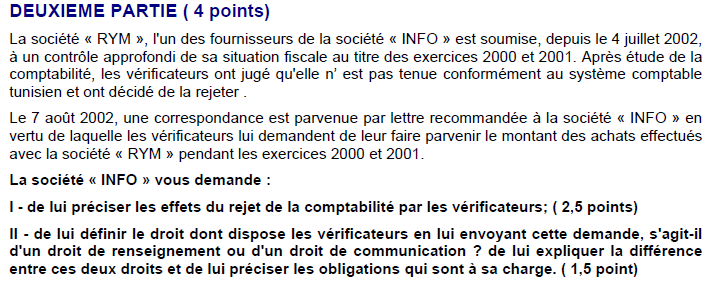 DEUXIEME PARTIE ( 4 points)
La société « RYM », l'un des fournisseurs de la société « INFO » est soumise, depuis le 4 juillet 2002,
à un contrôle approfondi de sa situation fiscale au titre des exercices 2000 et 2001. Après étude de la
comptabilité, les vérificateurs ont jugé qu'elle n' est pas tenue conformément au système comptable
tunisien et ont décidé de la rejeter .
Le 7 août 2002, une correspondance est parvenue par lettre recommandée à la société « INFO » en
vertu de laquelle les vérificateurs lui demandent de leur faire parvenir le montant des achats effectués
avec la société « RYM » pendant les exercices 2000 et 2001.
La société « INFO » vous demande :
I - de lui préciser les effets du rejet de la comptabilité par les vérificateurs; ( 2,5 points)
II - de lui définir le droit dont dispose les vérificateurs en lui envoyant cette demande, s'agit-il
d'un droit de renseignement ou d'un droit de communication ? de lui expliquer la différence
entre ces deux droits et de lui préciser les obligations qui sont à sa charge. ( 1,5 point)